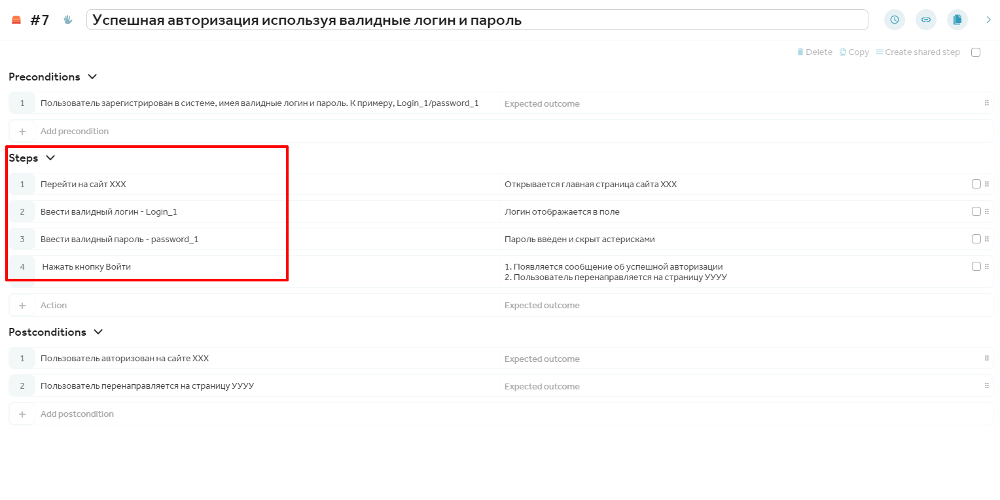 #7 Успешная авторизация используя валидные логин и пароль
Delete Copy Create shared step
Preconditions
1 Пользователь зарегистрирован в системе, имея валидные логин и пароль. К примеру, Login_1/password_1 Expected outcome
+ Add precondition
Steps
1 Перейти на сайт XXX Открывается главная страница сайта XXX
2 Ввести валидный логин - Login_1 Логин отображается в поле
3 Ввести валидный пароль - password_1 Пароль введен и скрыт астерисками
4 Нажать кнопку Войти 1. Появляется сообщение об успешной авторизации
2. Пользователь перенаправляется на страницу УУУУ
+ Action Expected outcome
Postconditions
1 Пользователь авторизован на сайте XXX Expected outcome
2 Пользователь перенаправляется на страницу УУУУ Expected outcome
+ Add postcondition